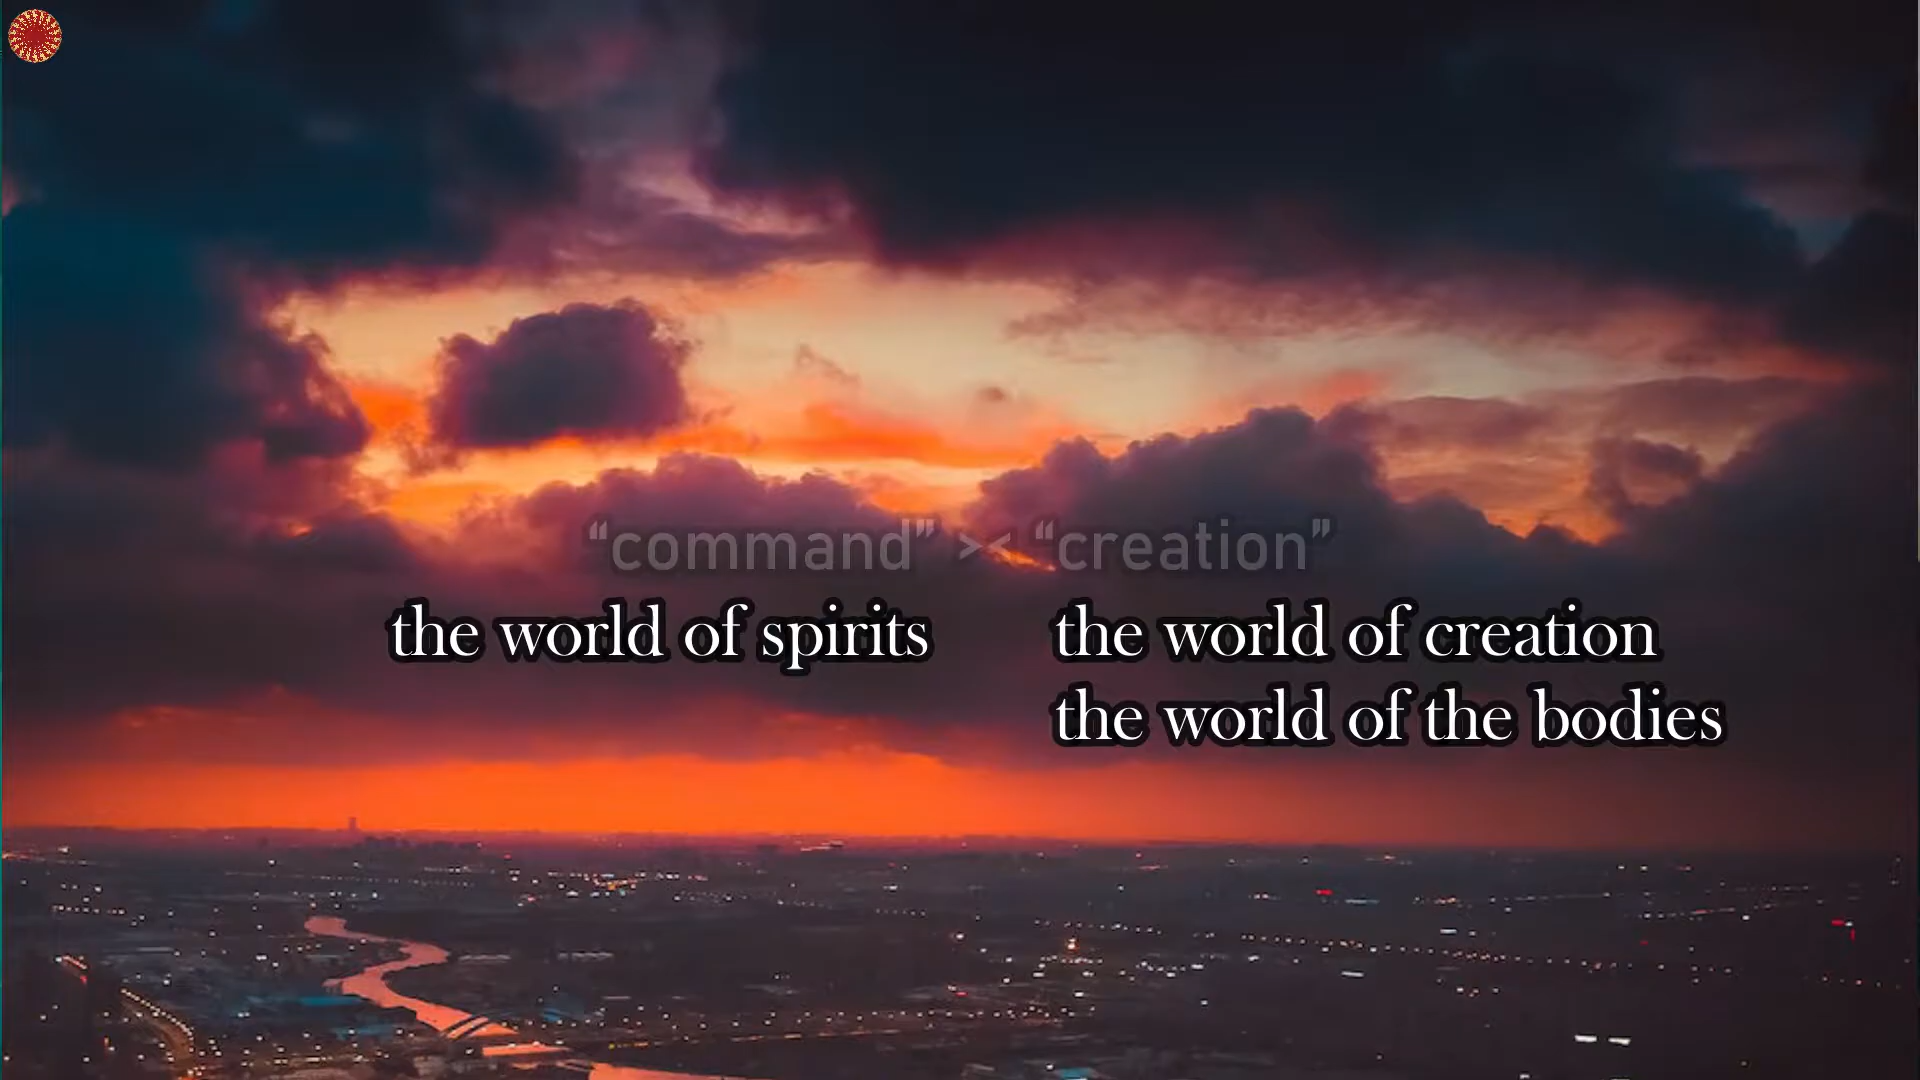 “command” >< “creation”
the world of spirits
the world of creation
the world of the bodies